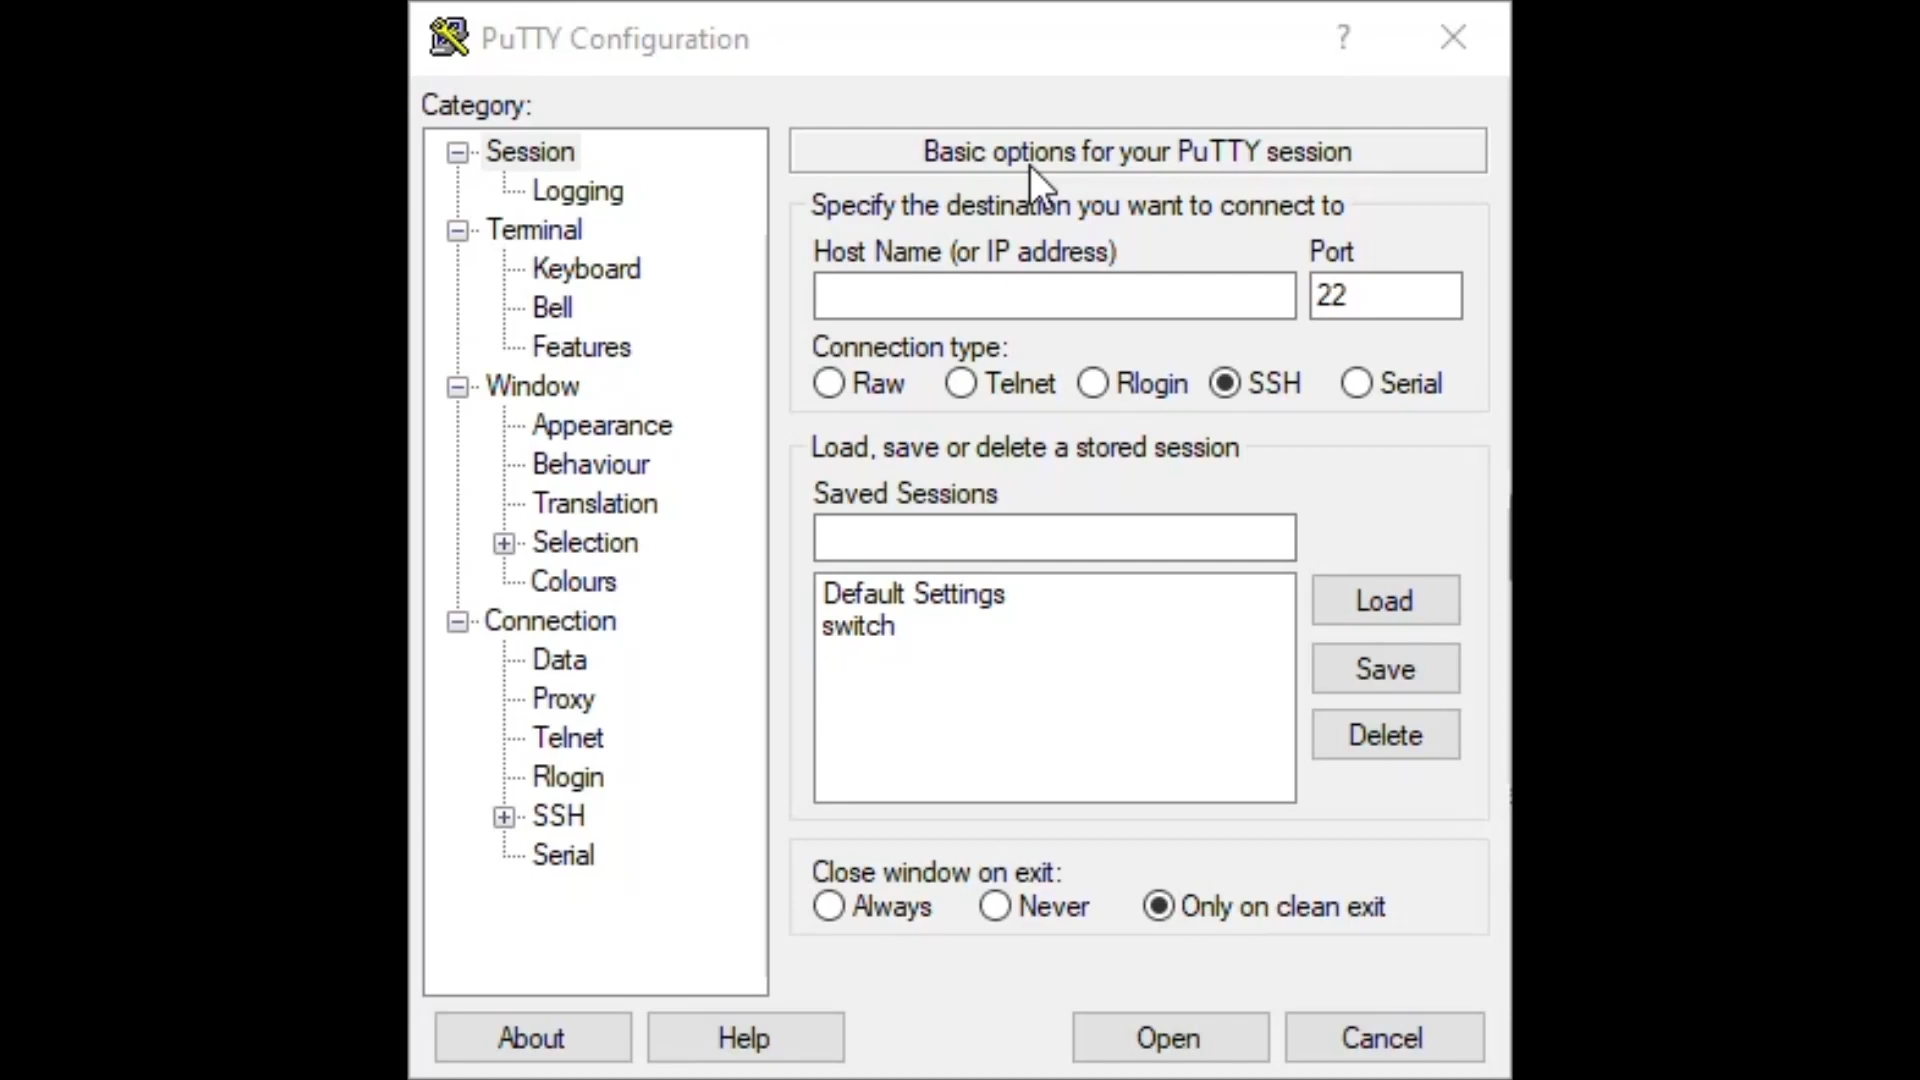 PuTTY Configuration
?
Category:
Session
Logging
Terminal
Keyboard
Bell
Features
Window
Appearance
Behaviour
Translation
Selection
Colours
Connection
Data
Proxy
Telnet
Rlogin
SSH
Serial
Basic options for your PuTTY session
Specify the destination you want to connect to
Host Name (or IP address) Port
22
Connection type:
Raw Telnet Rlogin SSH Serial
Load, save or delete a stored session
Saved Sessions
Default Settings
switch
Load
Save
Delete
Close window on exit:
Always Never Only on clean exit
About Help Open Cancel